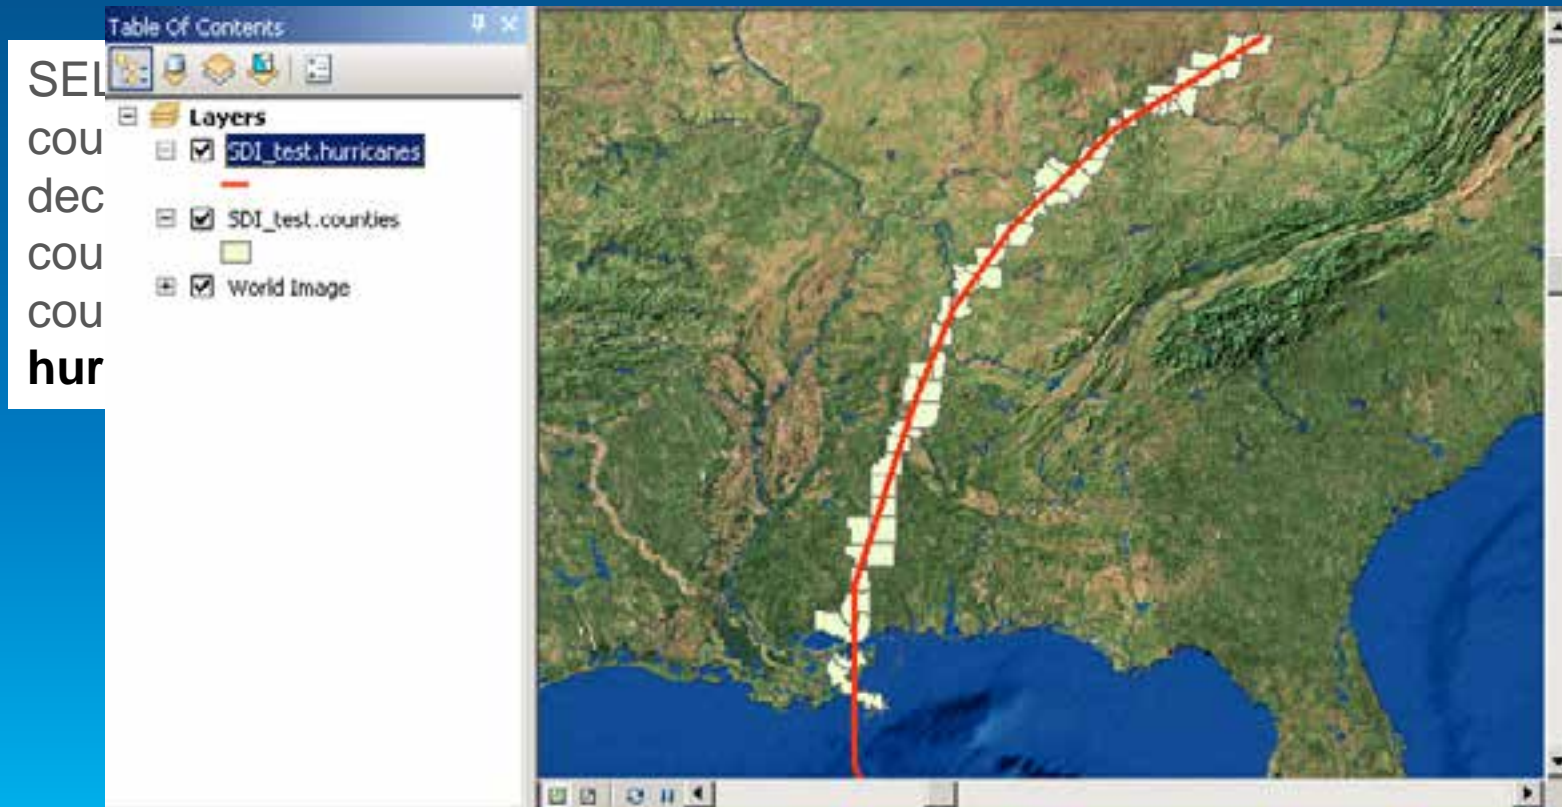 Table Of Contents
SEL
cou
dec
cou
cou
hur
Layers
SDI_test.hurricanes
SDI_test.counties
World Image